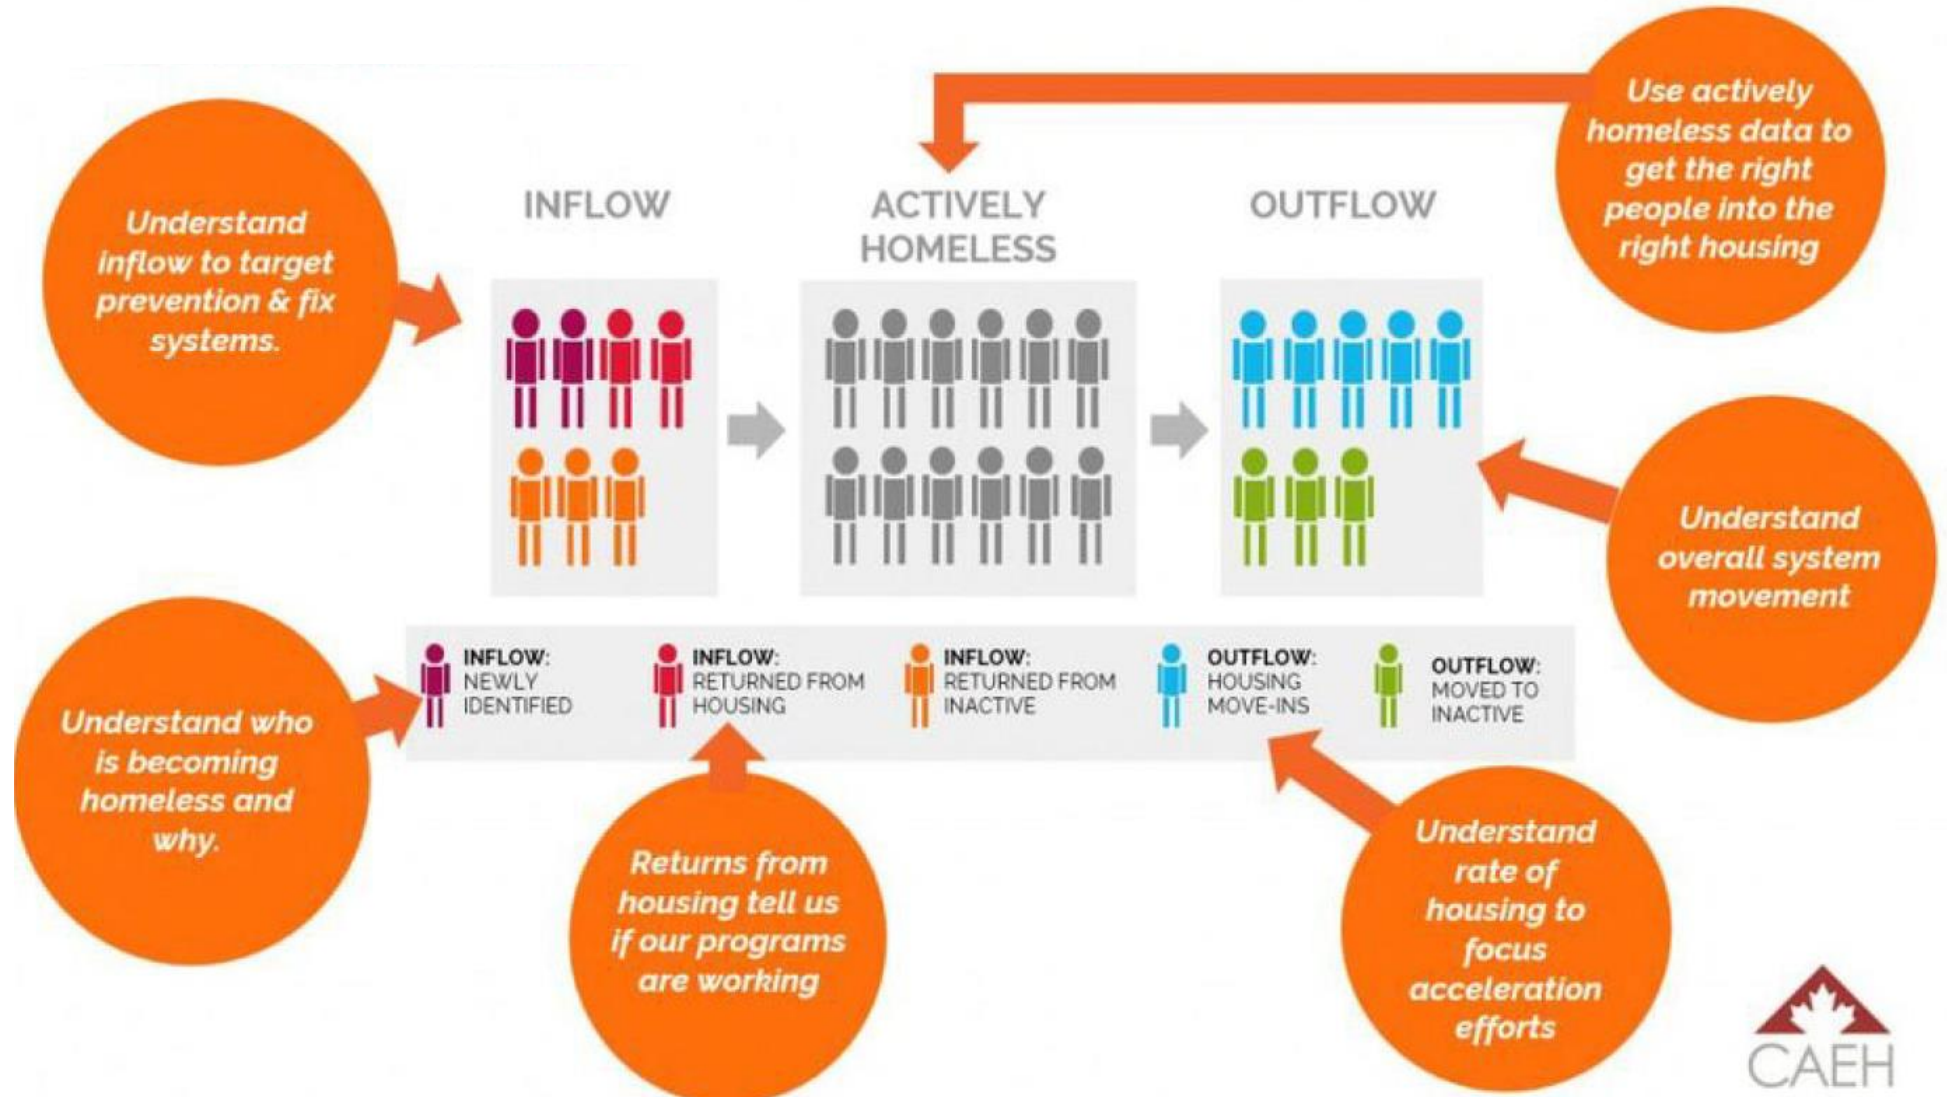 Use actively
homeless data to
get the right
people into the
right housing
Understand
inflow to target
prevention & fix
systems.
INFLOW
ACTIVELY
HOMELESS
OUTFLOW
Understand
overall system
movement
INFLOW:
NEWLY
IDENTIFIED
INFLOW:
RETURNED FROM
HOUSING
INFLOW:
RETURNED FROM
INACTIVE
OUTFLOW:
HOUSING
MOVE-INS
OUTFLOW:
MOVED TO
INACTIVE
Understand who
is becoming
homeless and
why.
Returns from
housing tell us
if our programs
are working
Understand
rate of
housing to
focus
acceleration
efforts
CAEH